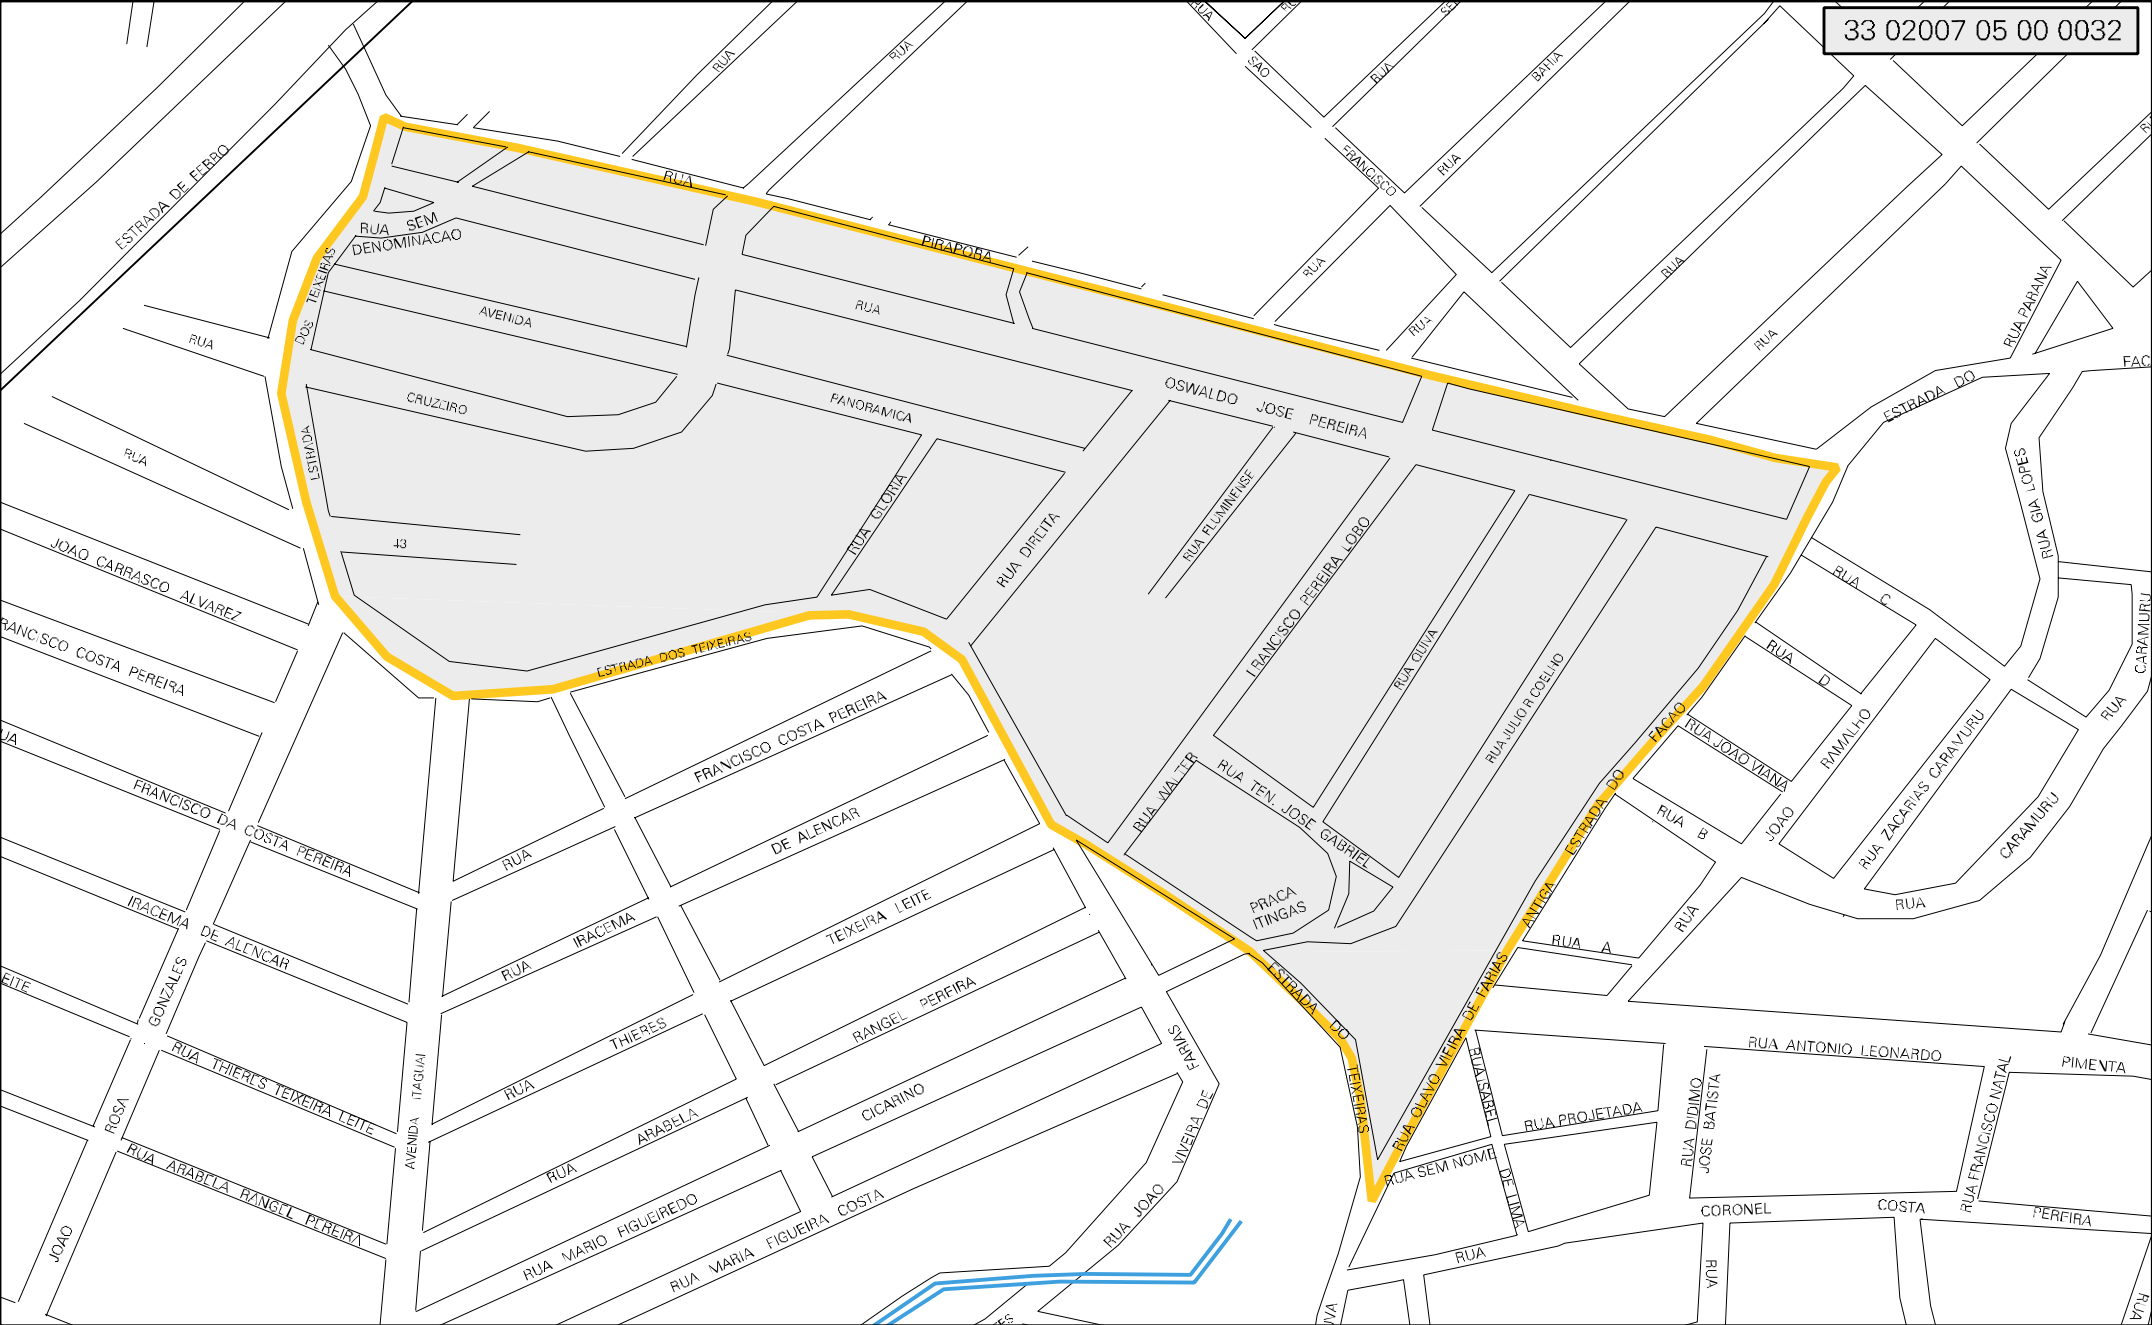 33 02007 05 00 0032
RUA
RUA
RUA
SAO
RUA
BAHIA
RUA
FRANCISCO
ESTRADA DE FERRO
RUA
PIRAPORA
RUA
RUA
RUA
RUA
RUA PARANA
RUA SEM
DENOMINACAO
ESTRADA DOS TEIXEIRAS
AVENIDA
CRUZEIRO
RUA
OSWALDO JOSE PEREIRA
PANORAMICA
ESTRADA DO
FAC
RUA
RUA
RUA GIA LOPES
RUA GLORIA
RUA DIREITA
RUA FLUMINENSE
FRANCISCO PEREIRA LOBO
RUA WALTER
RUA QUIVA
RUA JULIO R COELHO
43
JOAO CARRASCO ALVAREZ
RANCISCO COSTA PEREIRA
UA
FRANCISCO DA COSTA PEREIRA
IRACEMA DE ALENCAR
EITE
RUA THIERES TEIXEIRA LEITE
RUA ARABELA RANGEL PEREIRA
JOAO ROSA GONZALES
AVENIDA ITAGUAI
ESTRADA DOS TEIXEIRAS
RUA FRANCISCO COSTA PEREIRA
RUA IRACEMA DE ALENCAR
RUA THIERES TEIXEIRA LEITE
RUA ARABELA RANGEL PEREIRA
RUA MARIO FIGUEIREDO CICARINO
RUA MARIA FIGUEIRA COSTA
RUA JOAO VIVEIRA DE FARIAS
RUA TEN. JOSE GABRIEL
PRACA
ITINGAS
ESTRADA DO TEIXEIRAS
RUA OLAVO VIEIRA DE FARIAS
ANTIGA ESTRADA DO FACAO
RUA C
RUA D
RUA JOAO VIANA
RUA B
RUA A
RUA JOAO RAMALHO
RUA ZACARIAS CARAMURU
RUA CARAMURU
RUA CARAMURU
RUA ANTONIO LEONARDO PIMENTA
RUA ISABEL DE LIMA
RUA PROJETADA
RUA SEM NOME
RUA DIDIMO
JOSE BATISTA
RUA FRANCISCO NATAL
RUA CORONEL COSTA PEREIRA
RUA
RUA